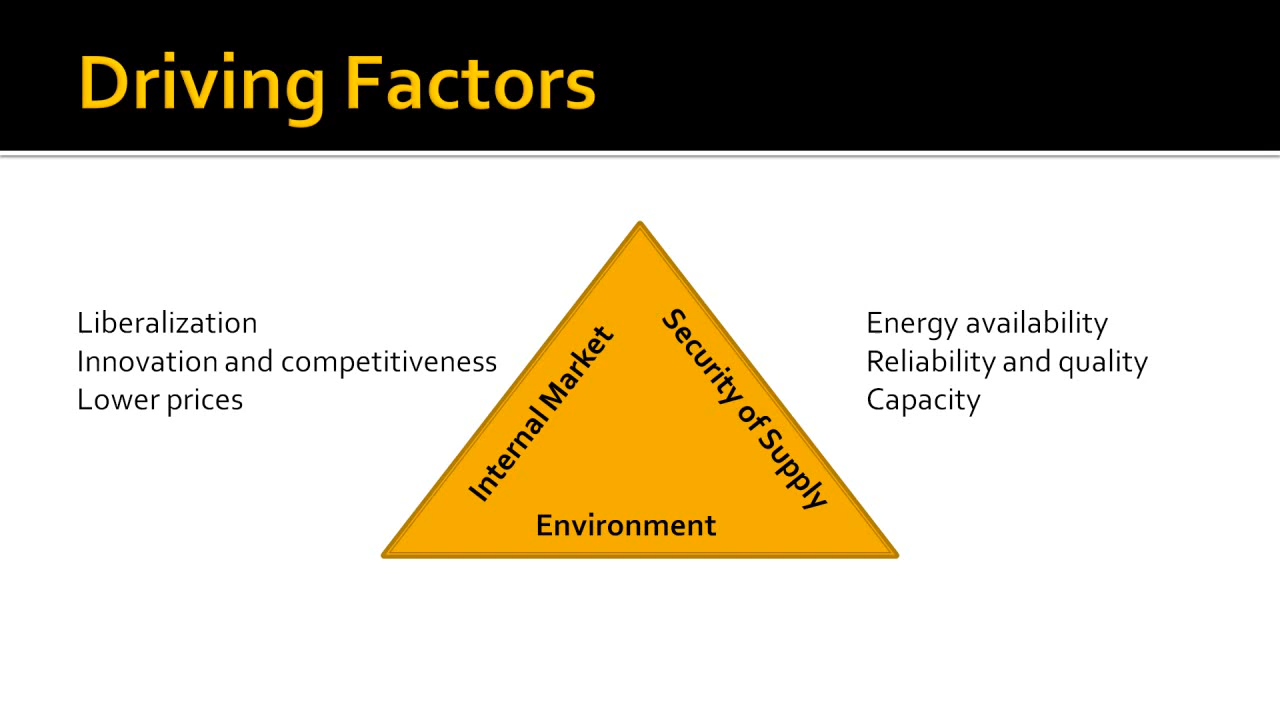 Driving Factors
Liberalization
Innovation and competitiveness
Lower prices
Internal Market
Security of Supply
Environment
Energy availability
Reliability and quality
Capacity